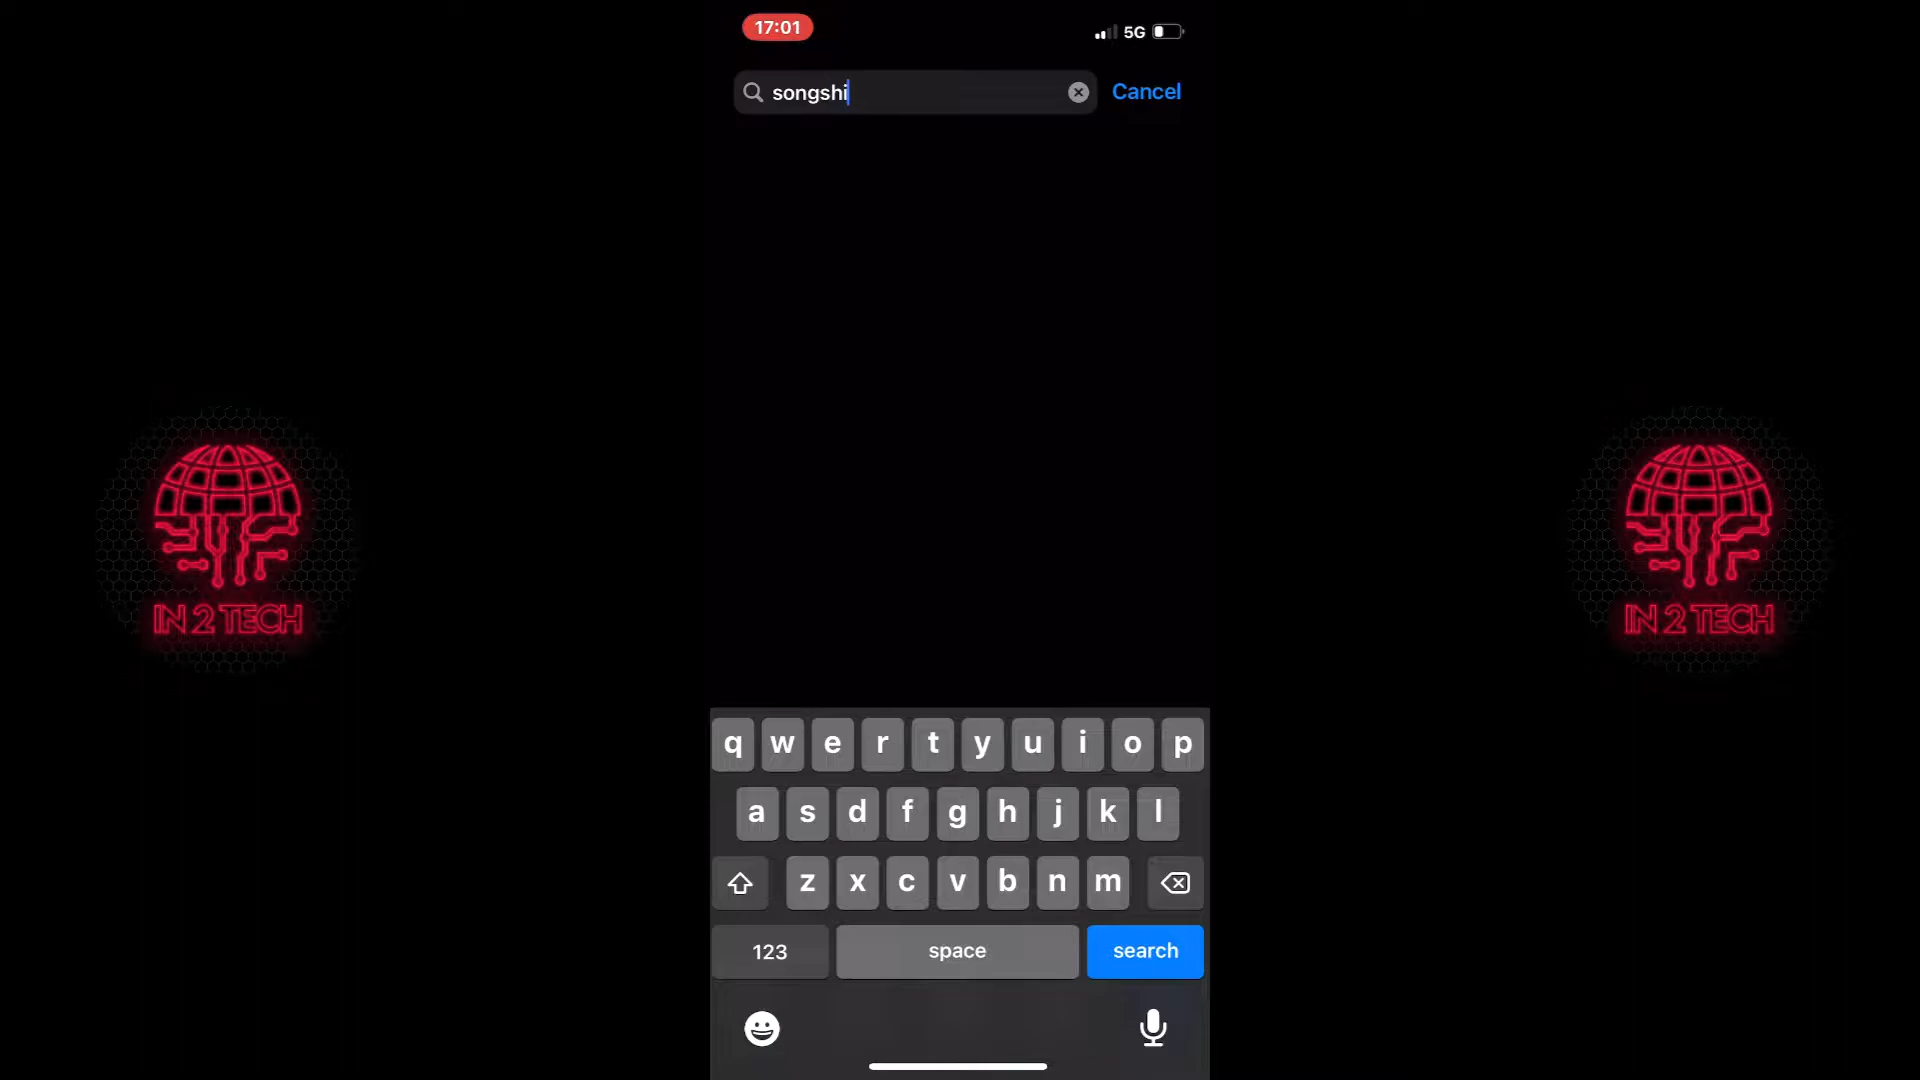 17:01
5G
songshi
Cancel
IN 2 TECH
IN 2 TECH
q w e r t y u i o p
a s d f g h j k l
z x c v b n m
123 space search